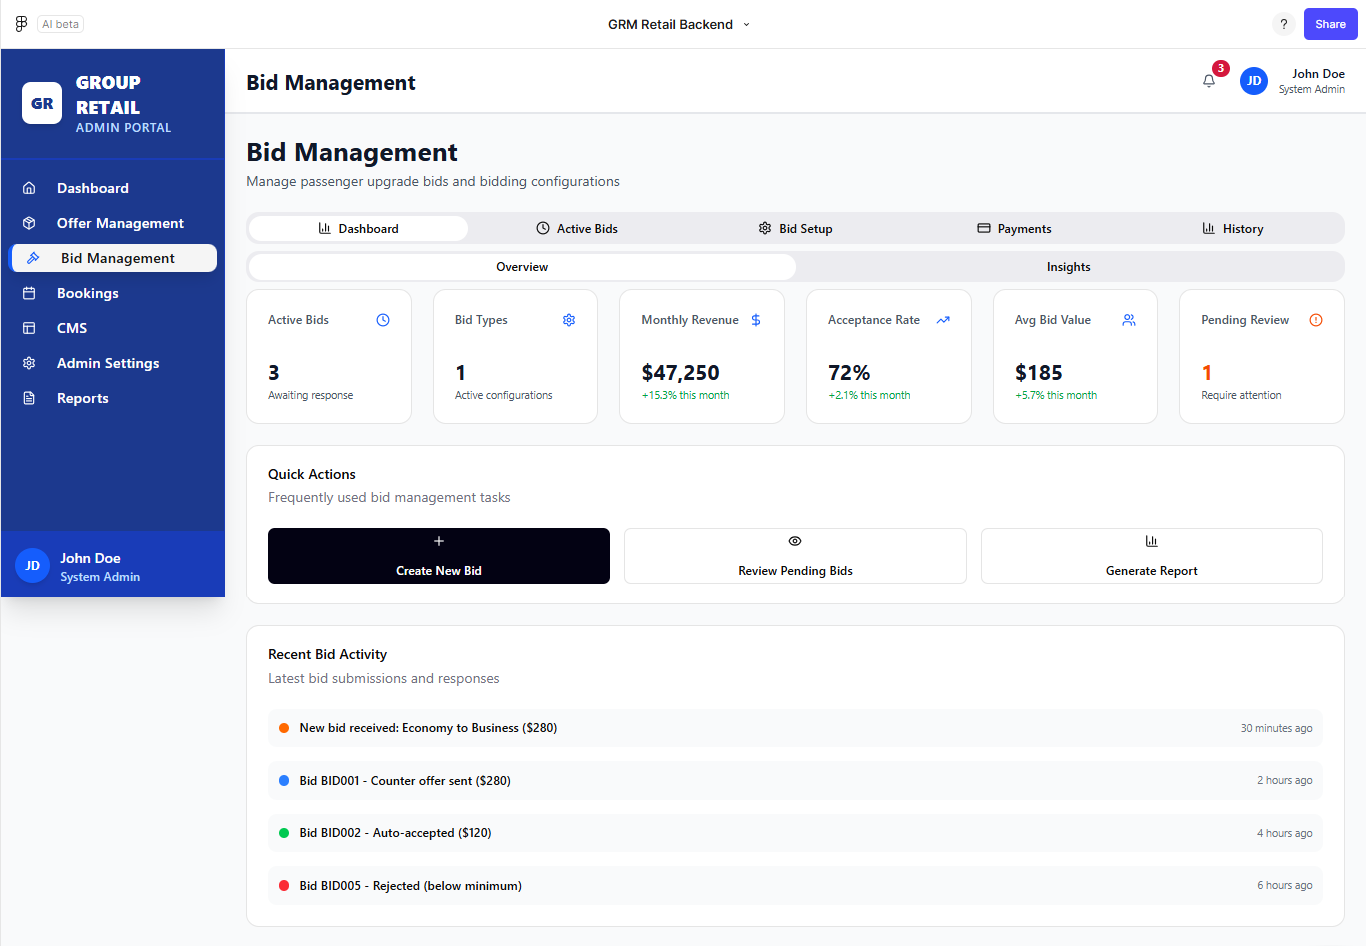 AI beta
GRM Retail Backend
?
Share
GR
GROUP
RETAIL
ADMIN PORTAL
Dashboard
Offer Management
Bid Management
Bookings
CMS
Admin Settings
Reports
JD
John Doe
System Admin
Bid Management
3
JD
John Doe
System Admin
Bid Management
Manage passenger upgrade bids and bidding configurations
Dashboard
Active Bids
Bid Setup
Payments
History
Overview
Insights
Active Bids
3
Awaiting response
Bid Types
1
Active configurations
Monthly Revenue
$
$47,250
+15.3% this month
Acceptance Rate
72%
+2.1% this month
Avg Bid Value
$185
+5.7% this month
Pending Review
1
Require attention
Quick Actions
Frequently used bid management tasks
Create New Bid
Review Pending Bids
Generate Report
Recent Bid Activity
Latest bid submissions and responses
New bid received: Economy to Business ($280)
30 minutes ago
Bid BID001 - Counter offer sent ($280)
2 hours ago
Bid BID002 - Auto-accepted ($120)
4 hours ago
Bid BID005 - Rejected (below minimum)
6 hours ago